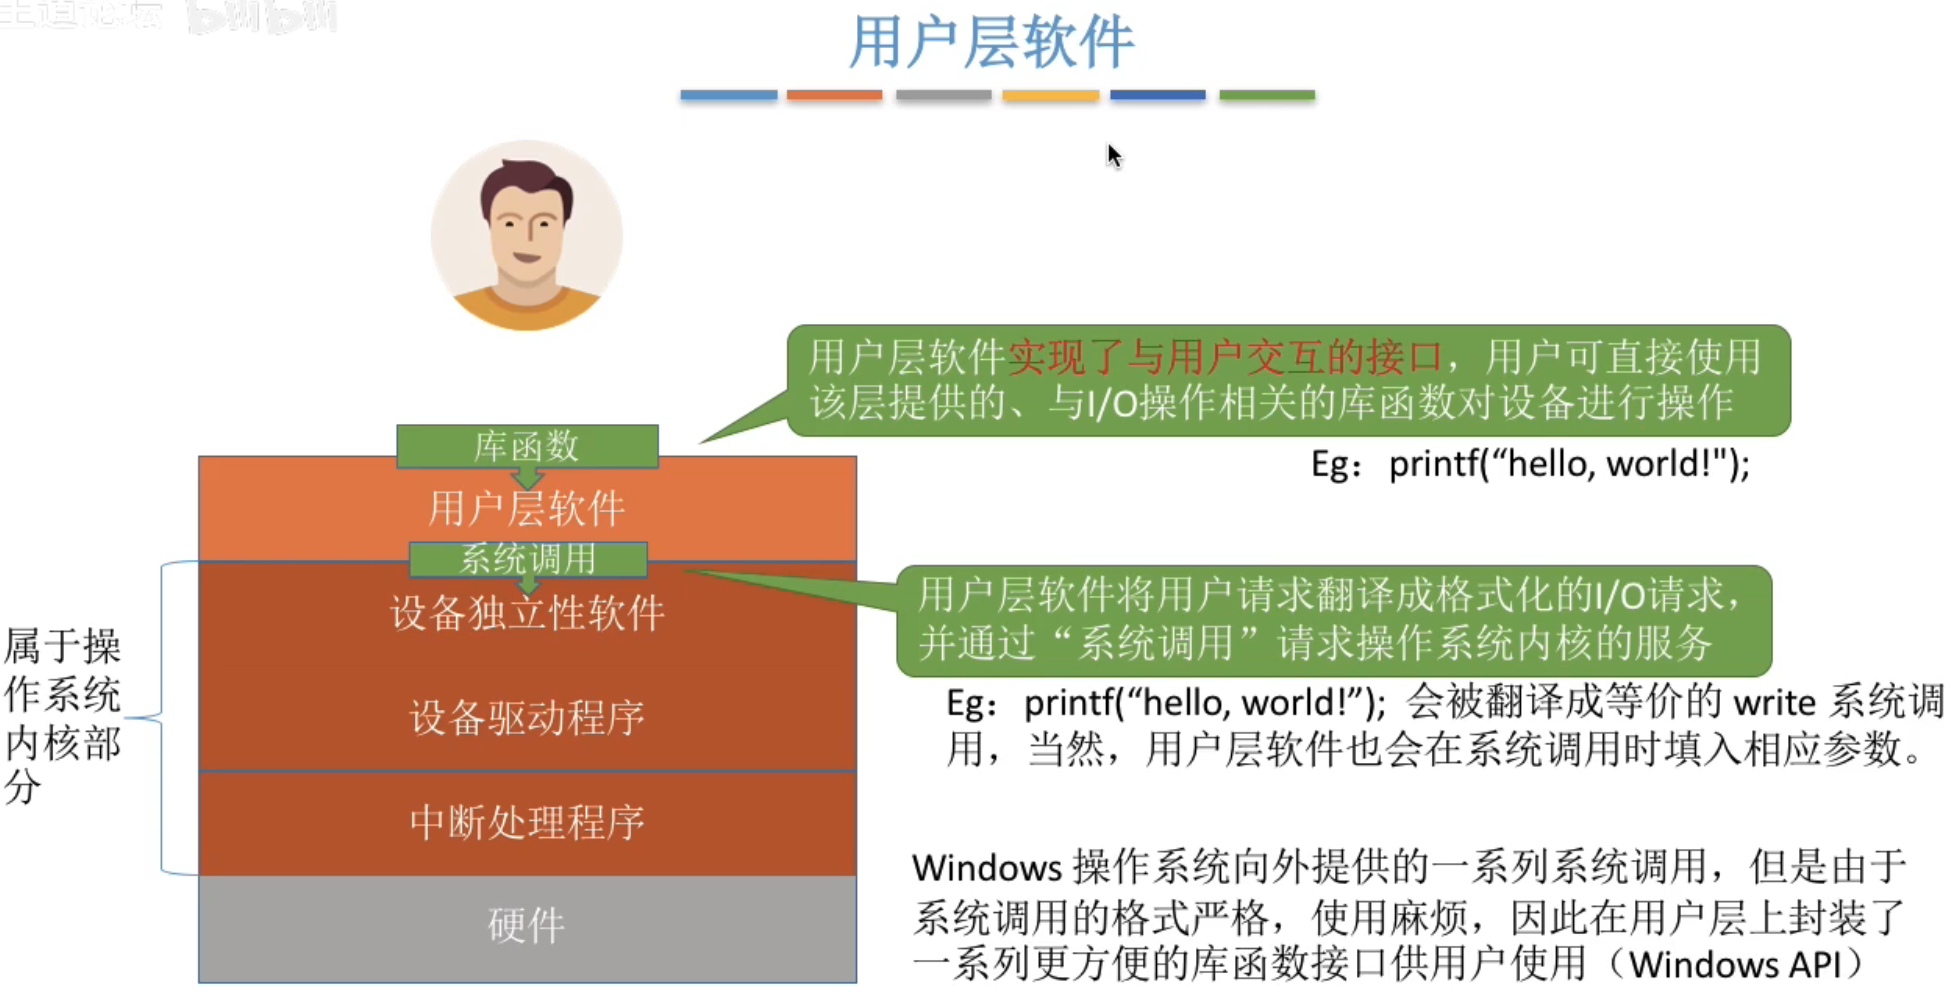 王道论坛 bilibili
用户层软件
用户层软件实现了与用户交互的接口，用户可直接使用
该层提供的、与I/O操作相关的库函数对设备进行操作
Eg：printf(“hello, world!");
库函数
用户层软件
系统调用
设备独立性软件
设备驱动程序
中断处理程序
硬件
属于操
作系统
内核部
分
用户层软件将用户请求翻译成格式化的I/O请求，
并通过“系统调用”请求操作系统内核的服务
Eg：printf(“hello, world!”); 会被翻译成等价的 write 系统调
用，当然，用户层软件也会在系统调用时填入相应参数。
Windows 操作系统向外提供的一系列系统调用，但是由于
系统调用的格式严格，使用麻烦，因此在用户层上封装了
一系列更方便的库函数接口供用户使用（Windows API）